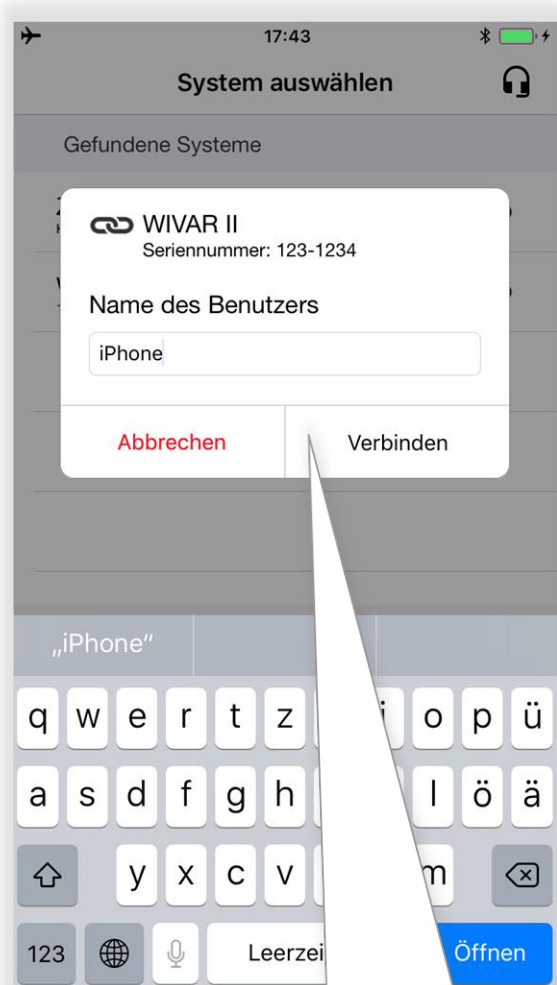 17:43
System auswählen
Gefundene Systeme
WIVAR II
Seriennummer: 123-1234
Name des Benutzers
iPhone
Abbrechen Verbinden
„iPhone“
q w e r t z i o p ü
a s d f g h l ö ä
y x c v m
123 Öffnen